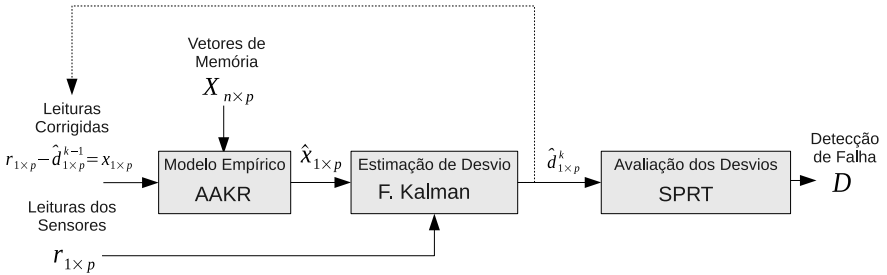 Vetores de
Memória
X n×p
Leituras
Corrigidas
r 1×p − d̂ k−1 1×p = x 1×p
Modelo Empírico
AAKR
x̂ 1×p
Estimação de Desvio
F. Kalman
d̂ k 1×p
Avaliação dos Desvios
SPRT
Detecção
de Falha
D
Leituras dos
Sensores
r 1×p